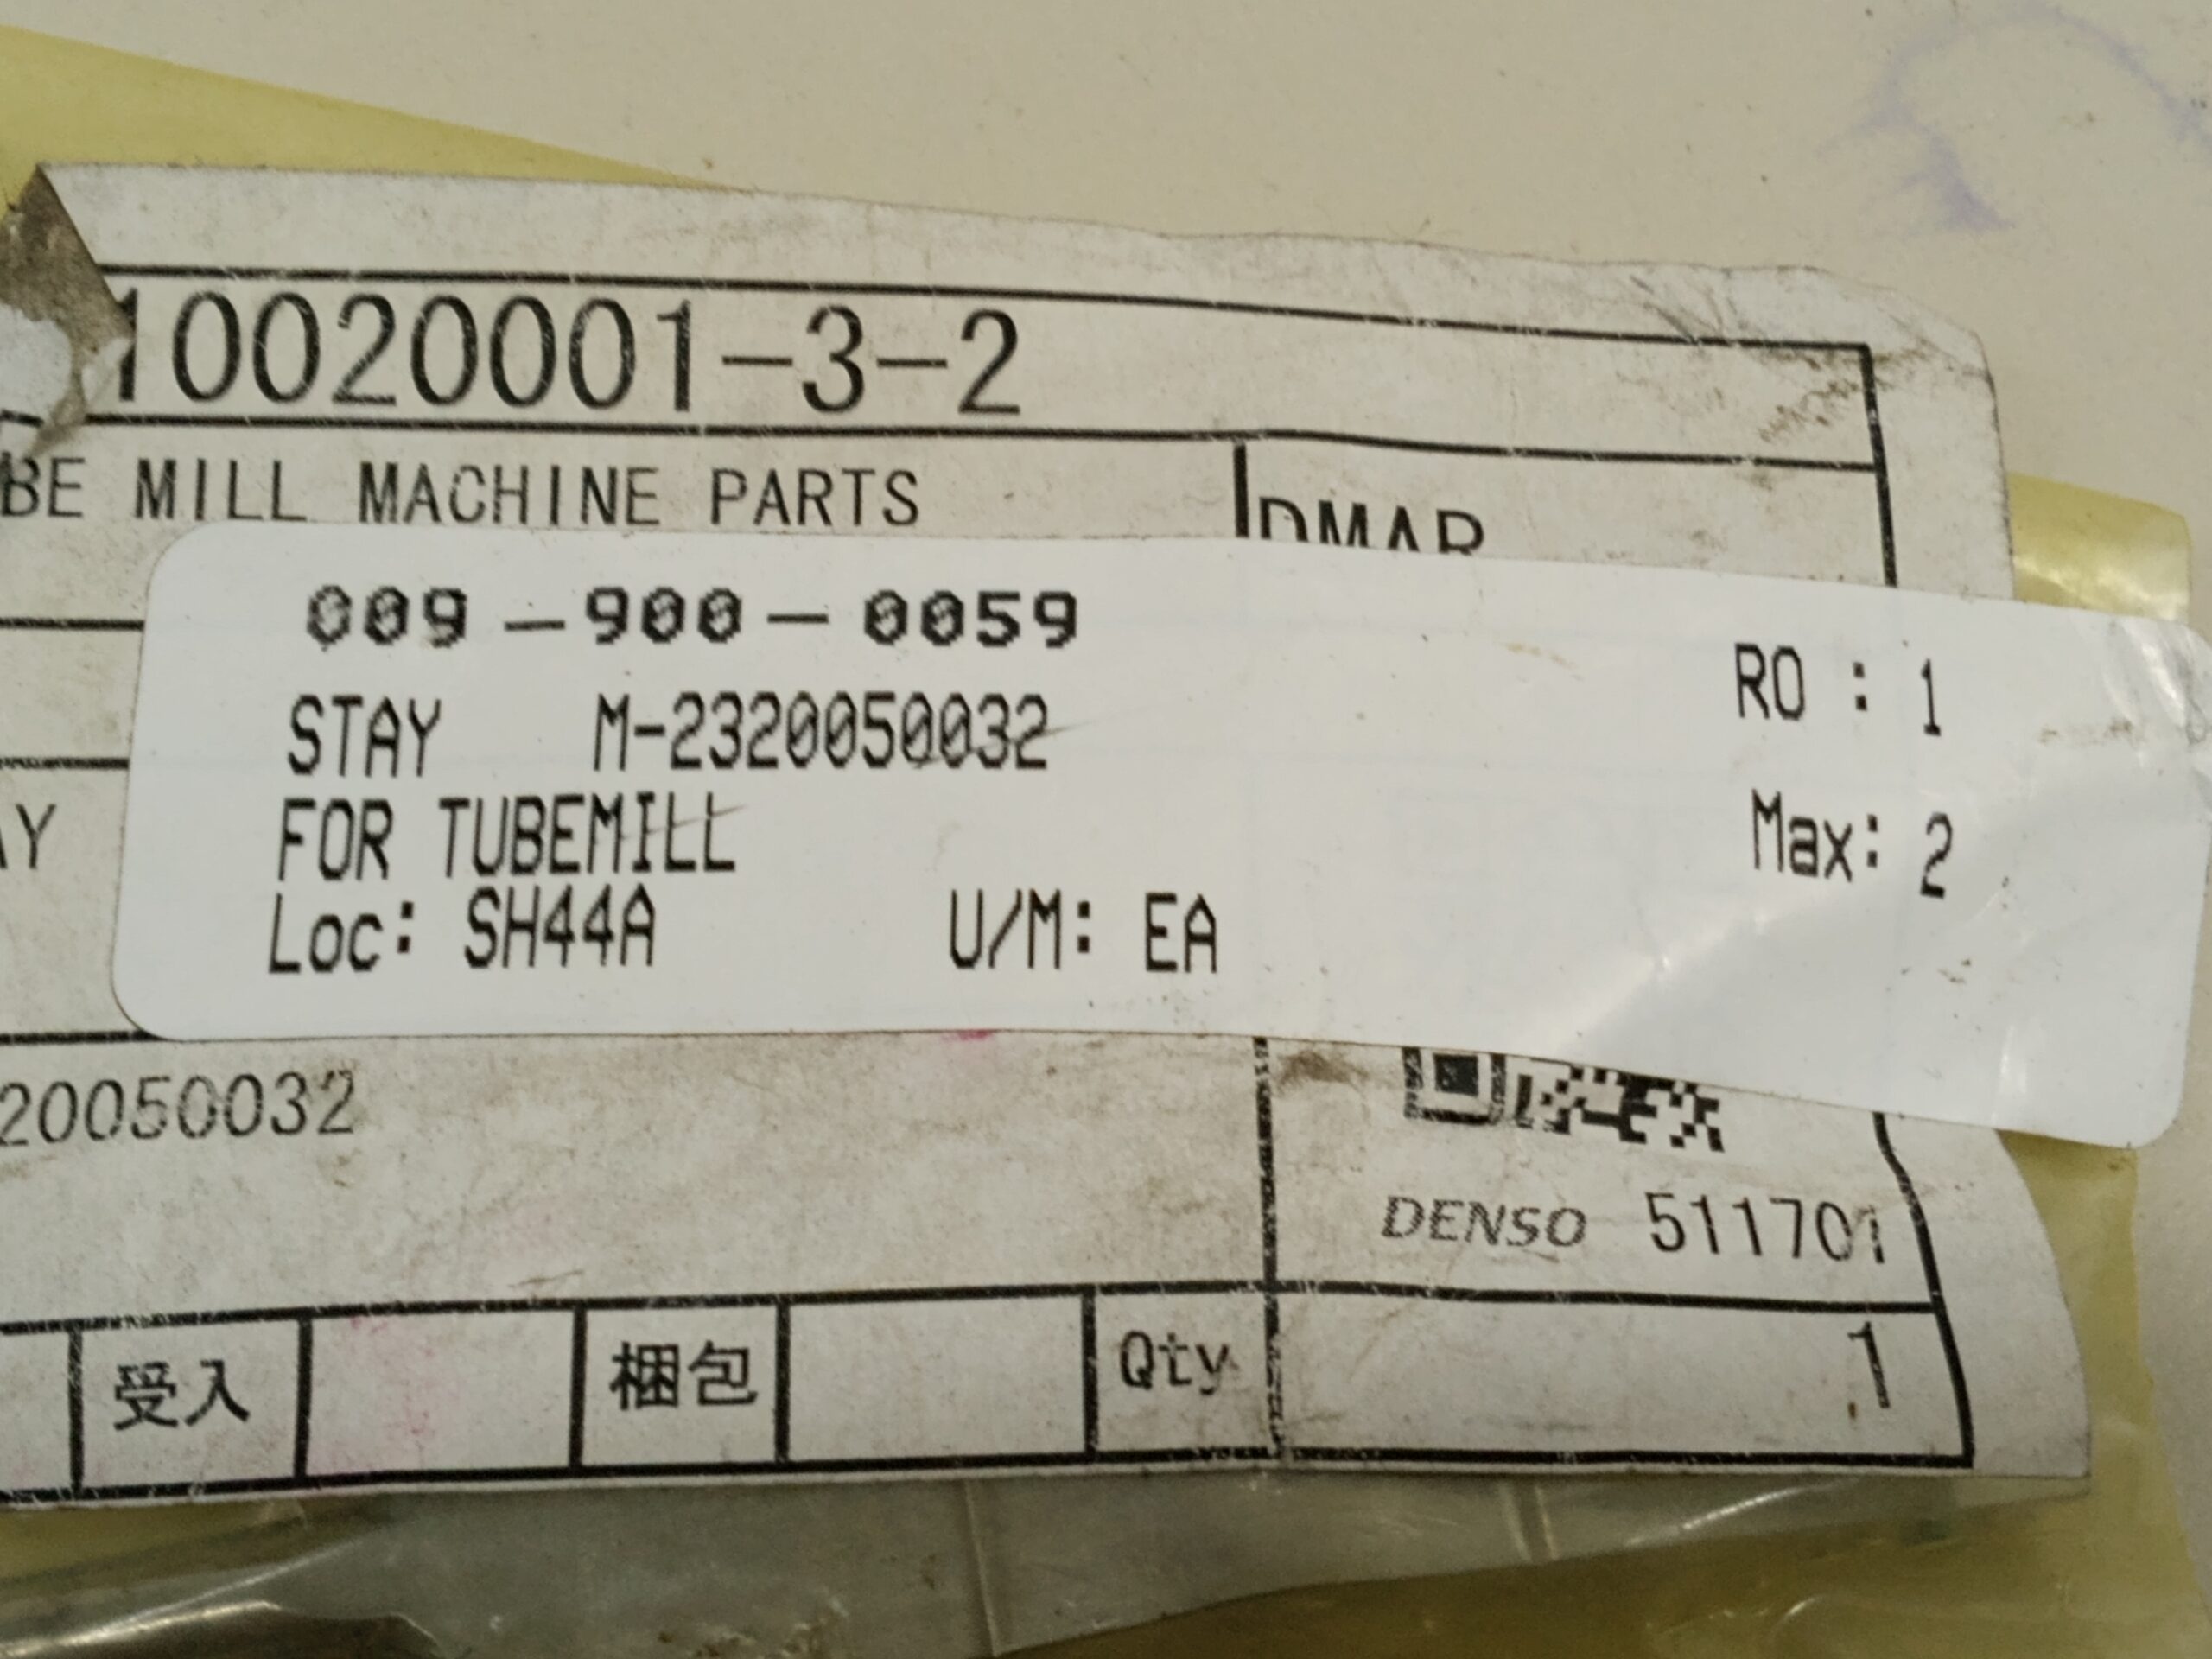 10020001-3-2
BE MILL MACHINE PARTS
009-900-0059
RO : 1
STAY M-2320050032
Max: 2
FOR TUBEMILL
Loc: SH44A U/M: EA
AY
20050032
DENSO 511701
受入 梱包 Qty 1